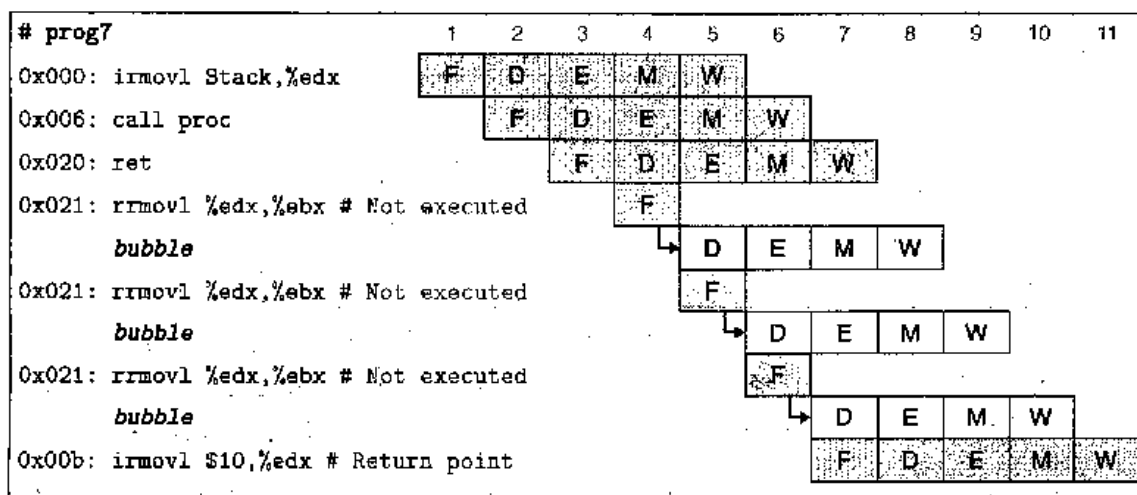 # prog7 1 2 3 4 5 6 7 8 9 10 11
0x000: irmovl Stack,%edx F D E M W
0x006: call proc F D E M W
0x020: ret F D E M W
0x021: rrmovl %edx,%ebx # Not executed F
bubble D E M W
0x021: rrmovl %edx,%ebx # Not executed F
bubble D E M W
0x021: rrmovl %edx,%ebx # Not executed F
bubble D E M W
0x00b: irmovl $10,%edx # Return point F D E M W